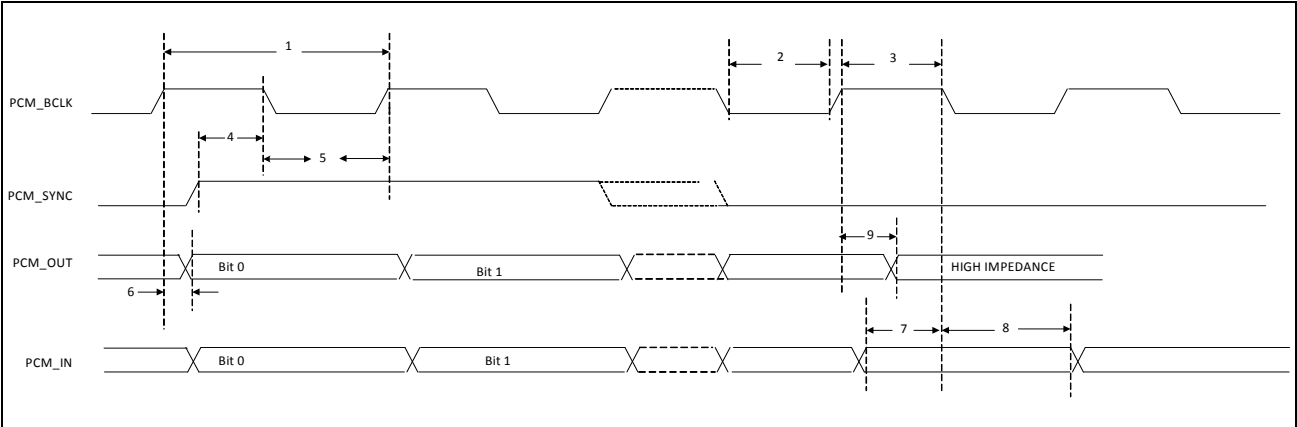 1
2
3
PCM_BCLK
4
5
PCM_SYNC
9
PCM_OUT
Bit 0
Bit 1
HIGH IMPEDANCE
6
7
8
PCM_IN
Bit 0
Bit 1